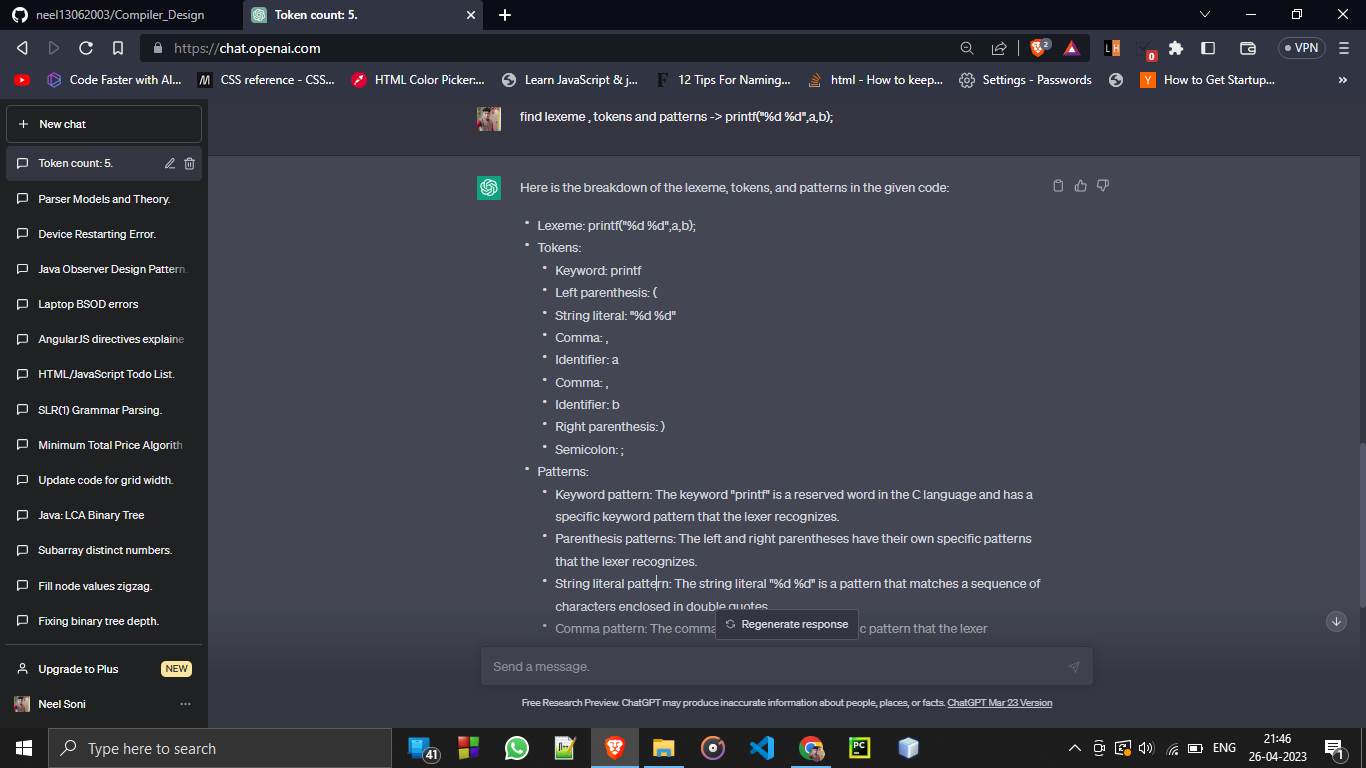 neel13062003/Compiler_Design
Token count: 5.
https://chat.openai.com
2
L H
0
VPN
Code Faster with AI...
CSS reference - CSS...
HTML Color Picker:...
Learn JavaScript & j...
12 Tips For Naming...
html - How to keep...
Settings - Passwords
How to Get Startup...
New chat
Token count: 5.
Parser Models and Theory.
Device Restarting Error.
Java Observer Design Pattern.
Laptop BSOD errors
AngularJS directives explaine
HTML/JavaScript Todo List.
SLR(1) Grammar Parsing.
Minimum Total Price Algorith
Update code for grid width.
Java: LCA Binary Tree
Subarray distinct numbers.
Fill node values zigzag.
Fixing binary tree depth.
Upgrade to Plus NEW
Neel Soni
find lexeme , tokens and patterns -> printf("%d %d",a,b);
Here is the breakdown of the lexeme, tokens, and patterns in the given code:
• Lexeme: printf("%d %d",a,b);
• Tokens:
• Keyword: printf
• Left parenthesis: (
• String literal: "%d %d"
• Comma: ,
• Identifier: a
• Comma: ,
• Identifier: b
• Right parenthesis: )
• Semicolon: ;
• Patterns:
• Keyword pattern: The keyword "printf" is a reserved word in the C language and has a
specific keyword pattern that the lexer recognizes.
• Parenthesis patterns: The left and right parentheses have their own specific patterns
that the lexer recognizes.
• String literal pattern: The string literal "%d %d" is a pattern that matches a sequence of
characters enclosed in double quotes.
• Comma pattern: The comma c pattern that the lexer
Regenerate response
Send a message.
Free Research Preview. ChatGPT may produce inaccurate information about people, places, or facts. ChatGPT Mar 23 Version
Type here to search
41
PC
ENG
21:46
26-04-2023
1